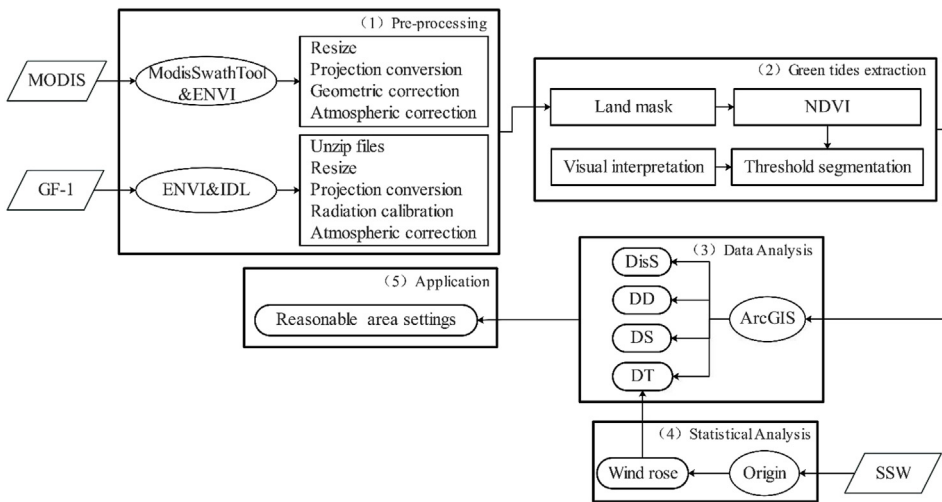 （1）Pre-processing
MODIS
ModisSwathTool
&ENVI
Resize
Projection conversion
Geometric correction
Atmospheric correction
GF-1
ENVI&IDL
Unzip files
Resize
Projection conversion
Radiation calibration
Atmospheric correction
（2）Green tides extraction
Land mask
NDVI
Visual interpretation
Threshold segmentation
（3）Data Analysis
DisS
DD
DS
DT
ArcGIS
（5）Application
Reasonable area settings
（4）Statistical Analysis
Wind rose
Origin
SSW